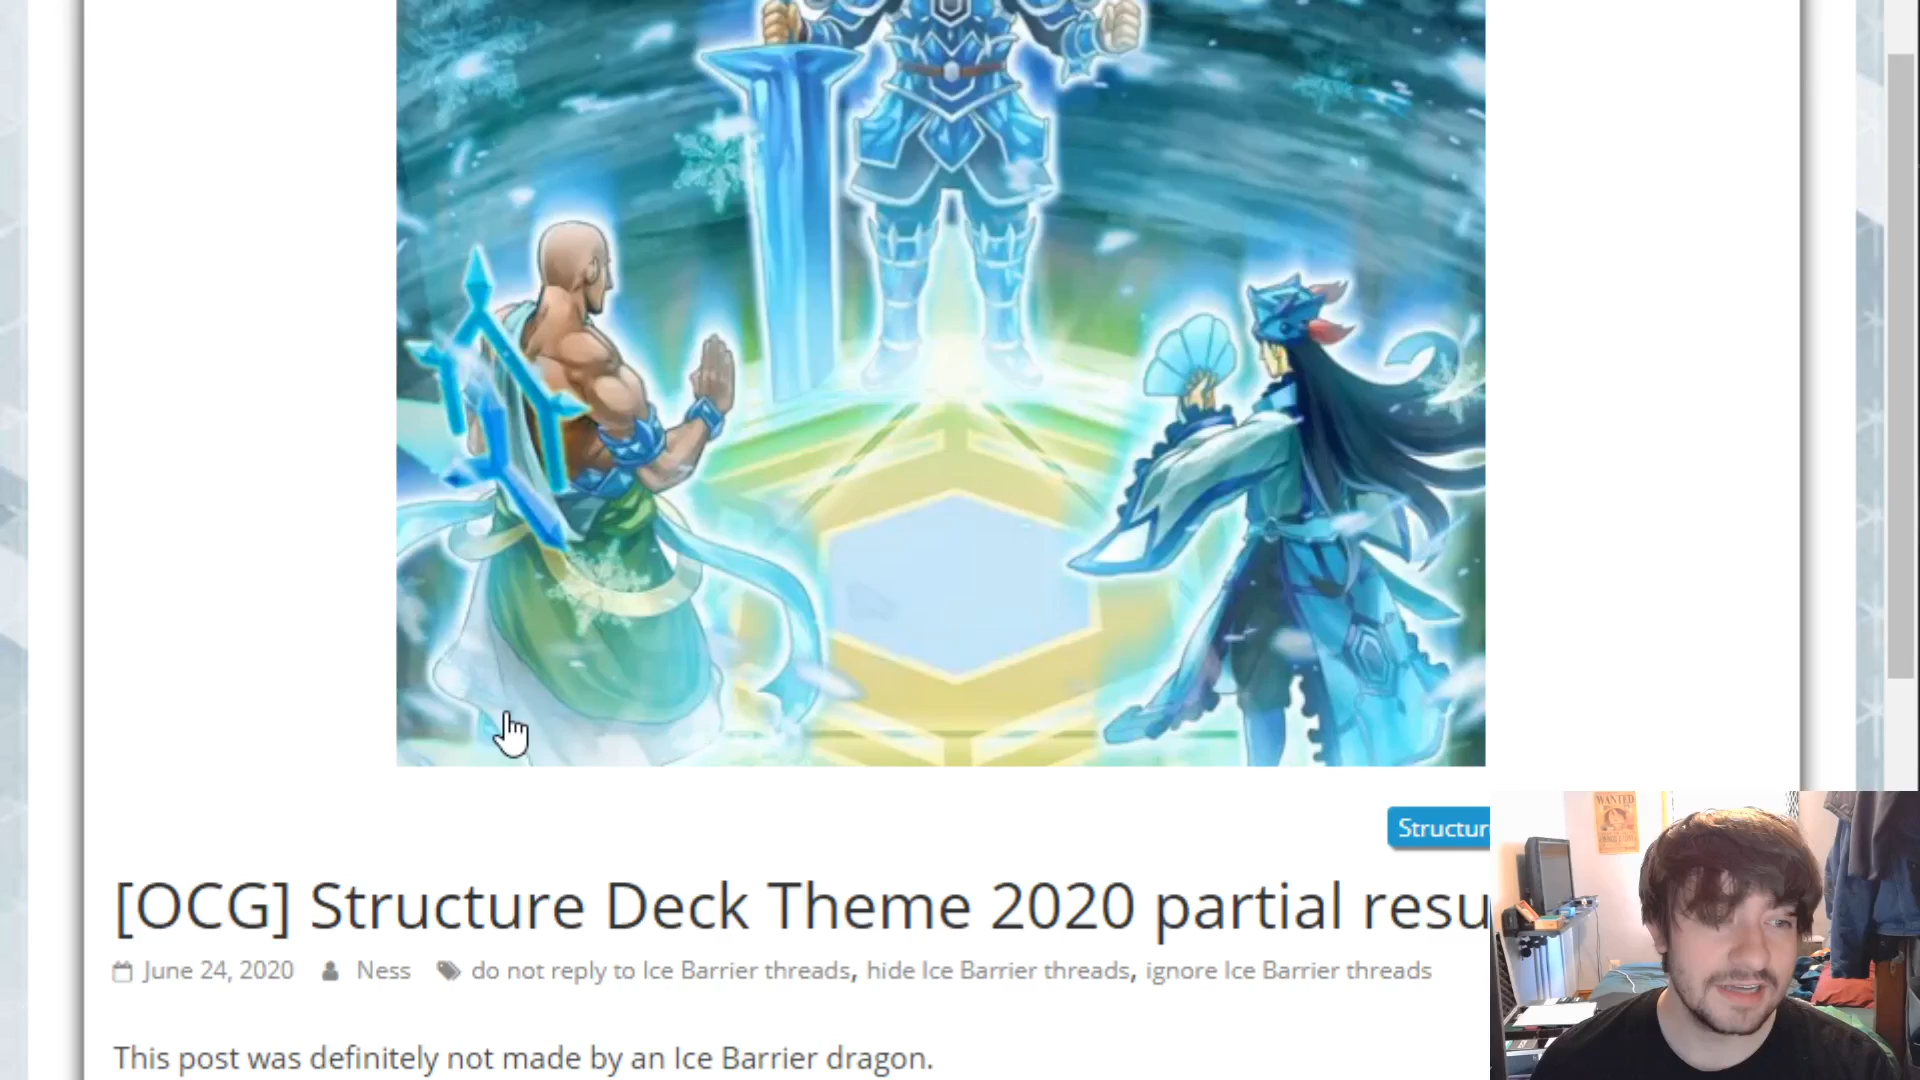 WANTED
Structur
[OCG] Structure Deck Theme 2020 partial resu
June 24, 2020 Ness do not reply to Ice Barrier threads, hide Ice Barrier threads, ignore Ice Barrier threads
This post was definitely not made by an Ice Barrier dragon.